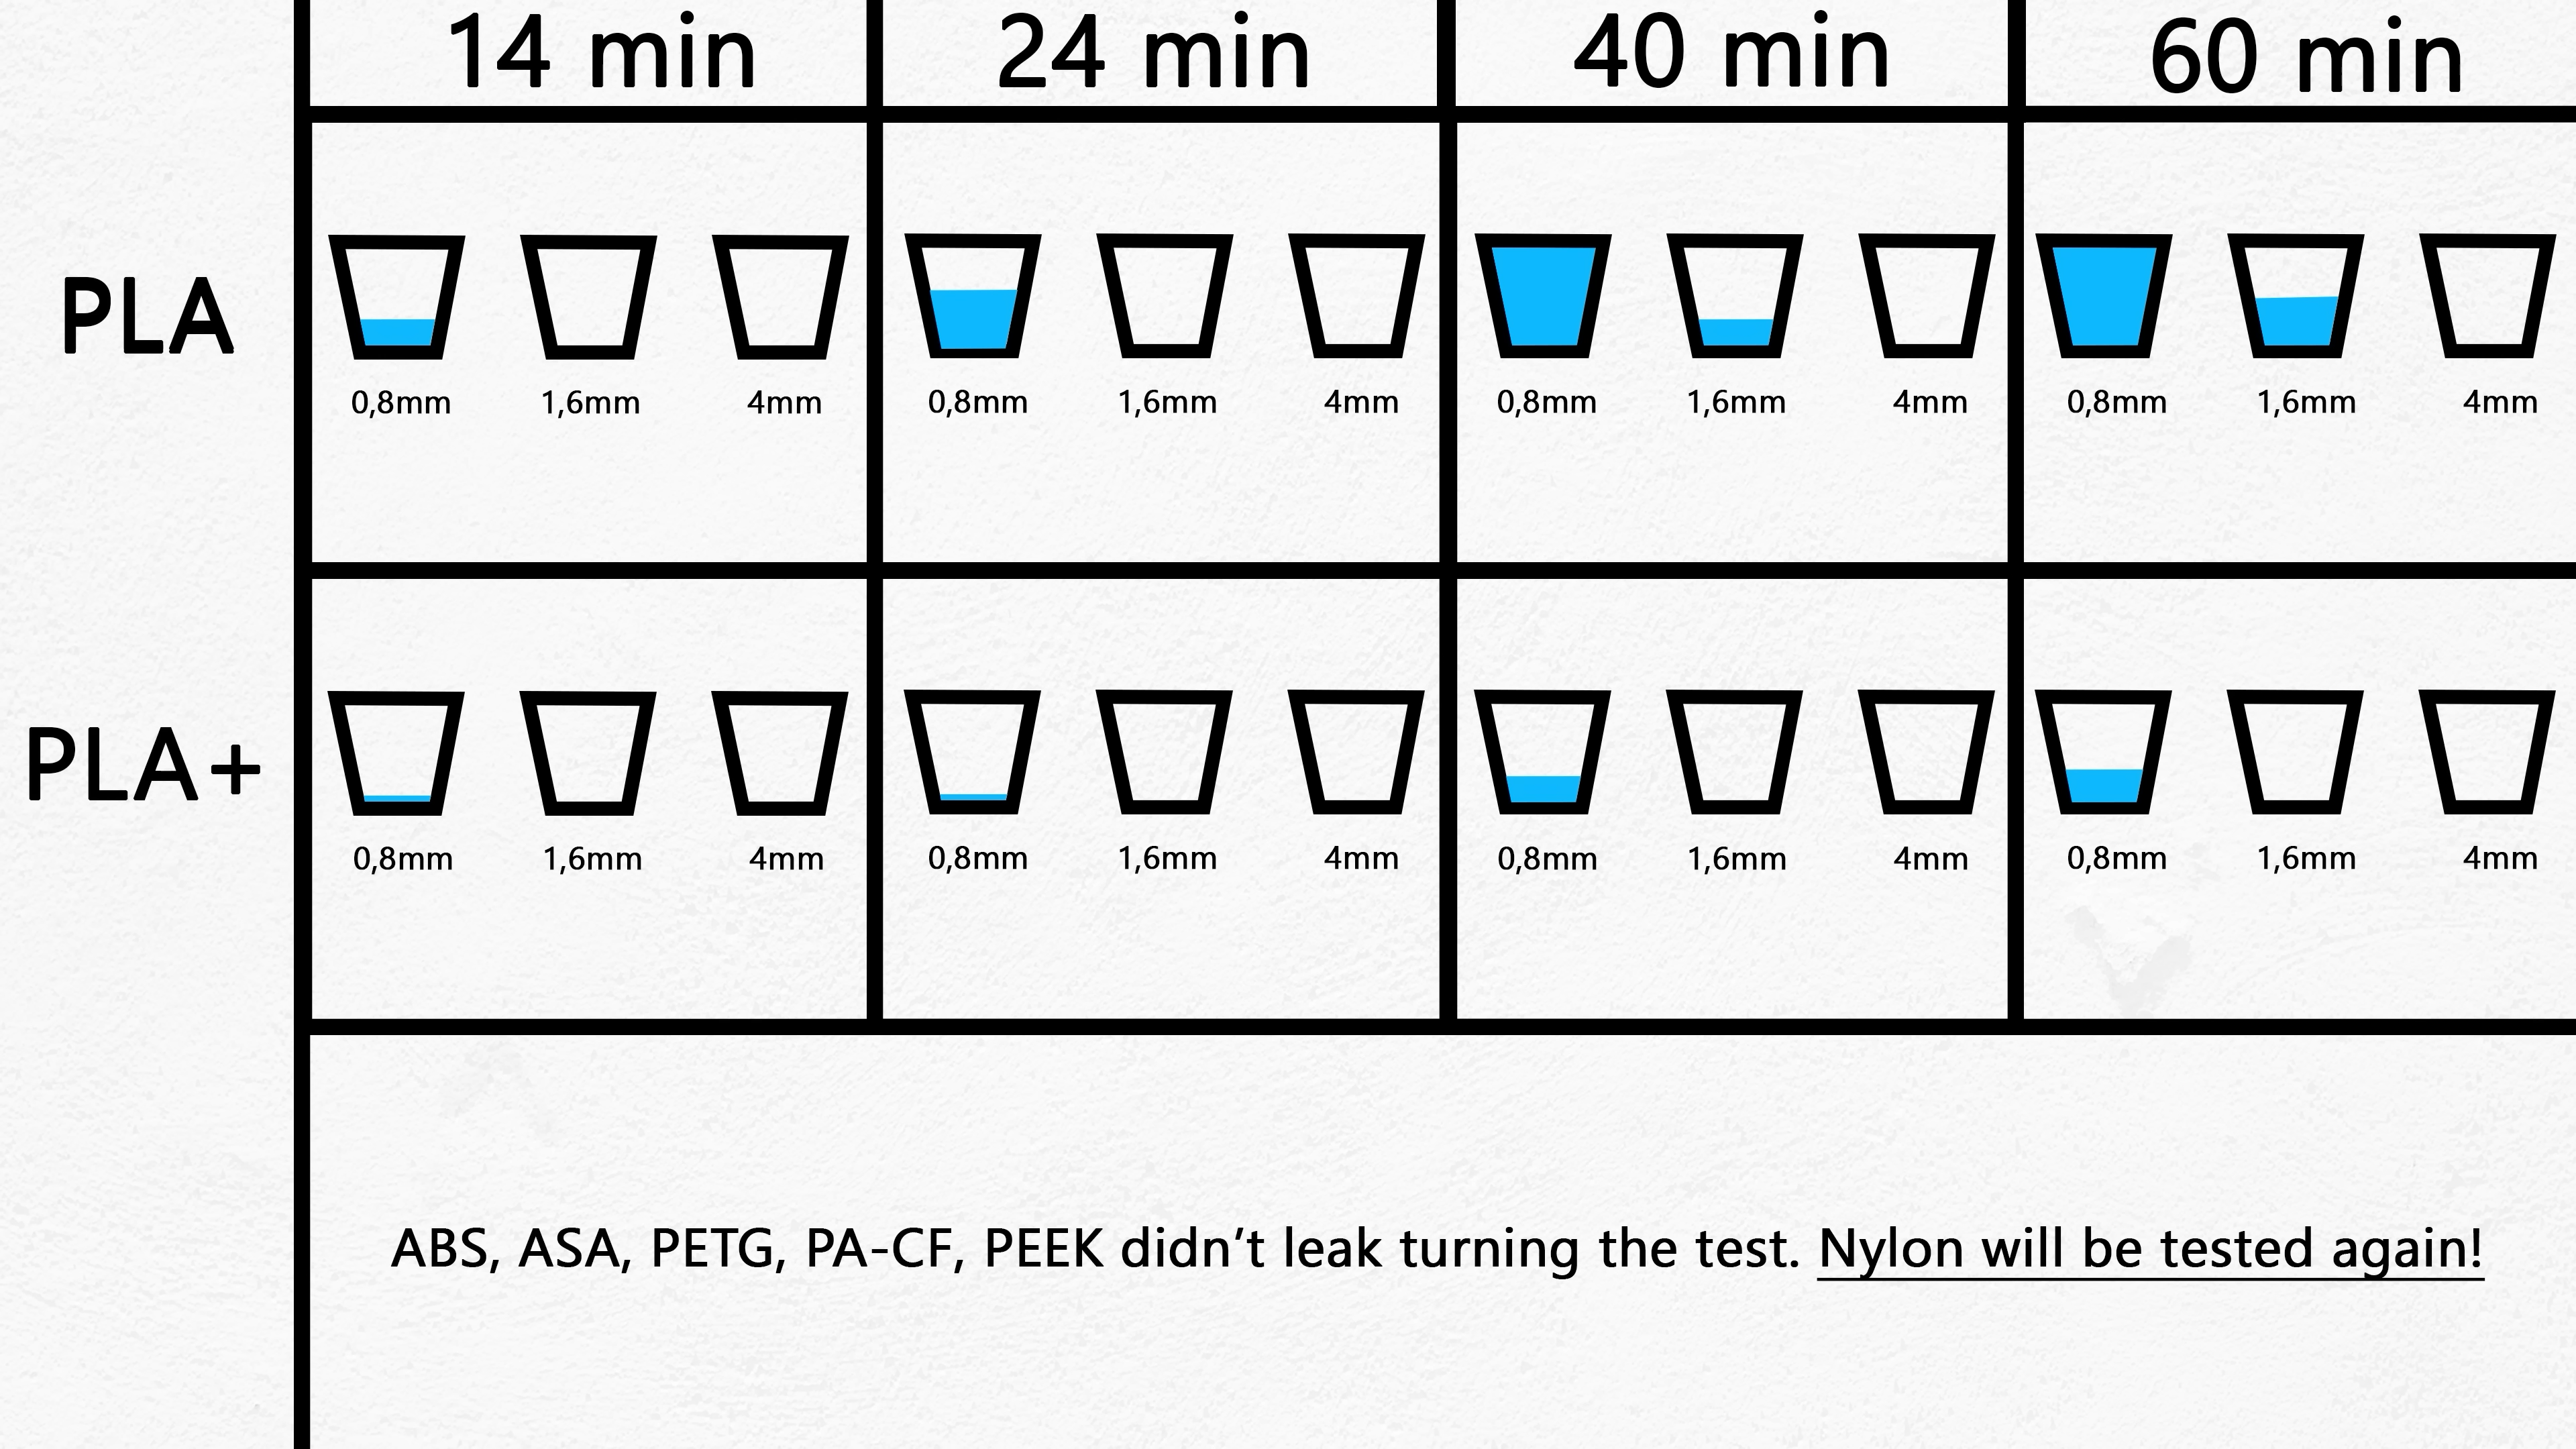 14 min 24 min 40 min 60 min
PLA
0,8mm 1,6mm 4mm 0,8mm 1,6mm 4mm 0,8mm 1,6mm 4mm 0,8mm 1,6mm 4mm
PLA+
0,8mm 1,6mm 4mm 0,8mm 1,6mm 4mm 0,8mm 1,6mm 4mm 0,8mm 1,6mm 4mm
ABS, ASA, PETG, PA-CF, PEEK didn’t leak turning the test. Nylon will be tested again!